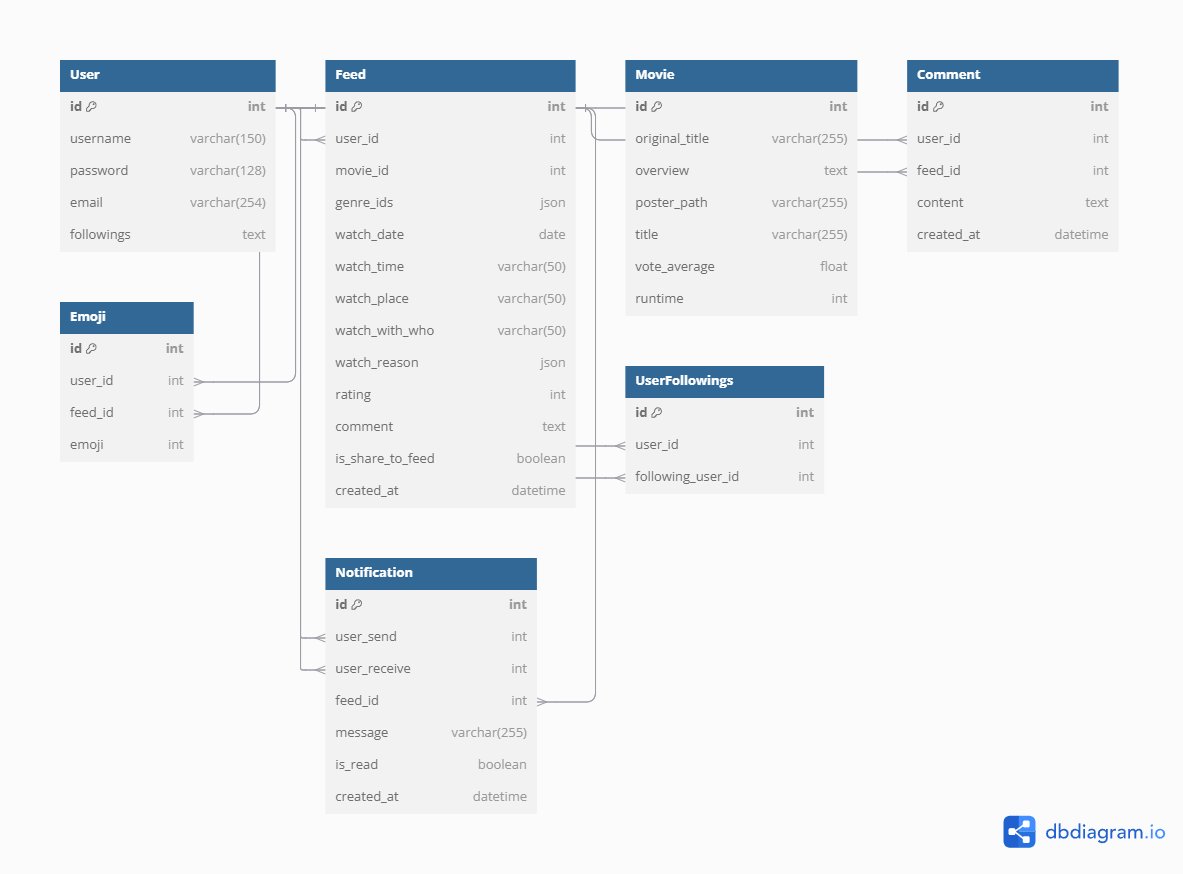 User
id int
username varchar(150)
password varchar(128)
email varchar(254)
followings text
Feed
id int
user_id int
movie_id int
genre_ids json
watch_date date
watch_time varchar(50)
watch_place varchar(50)
watch_with_who varchar(50)
watch_reason json
rating int
comment text
is_share_to_feed boolean
created_at datetime
Movie
id int
original_title varchar(255)
overview text
poster_path varchar(255)
title varchar(255)
vote_average float
runtime int
Comment
id int
user_id int
feed_id int
content text
created_at datetime
Emoji
id int
user_id int
feed_id int
emoji int
UserFollowings
id int
user_id int
following_user_id int
Notification
id int
user_send int
user_receive int
feed_id int
message varchar(255)
is_read boolean
created_at datetime
dbdiagram.io